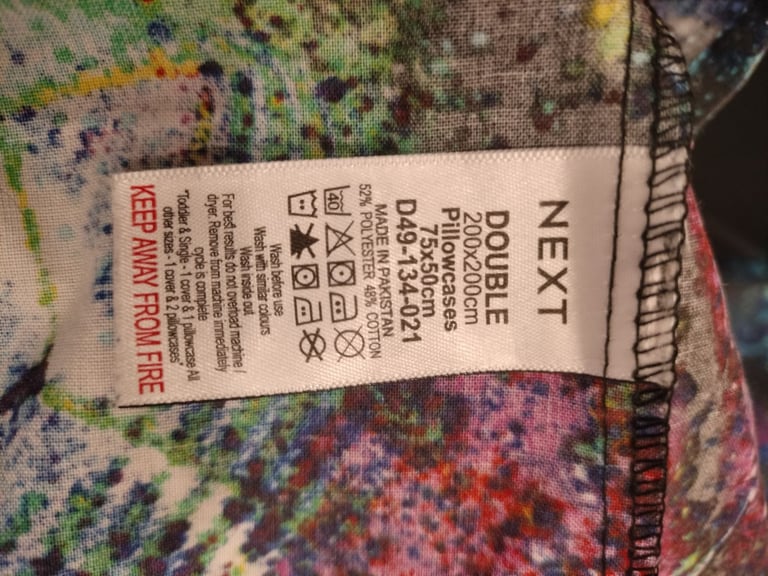 NEXT
DOUBLE
200x200cm
Pillowcases
75x50cm
D49-134-021
MADE IN PAKISTAN
52% POLYESTER 48% COTTON
40
Wash before use
Wash with similar colours
Wash inside out
For best results do not overload machine /
dryer. Remove from machine immediately
cycle is complete
"Toddler & Single - 1 cover & 1 pillowcase All
other sizes - 1 cover & 2 pillowcases"
KEEP AWAY FROM FIRE